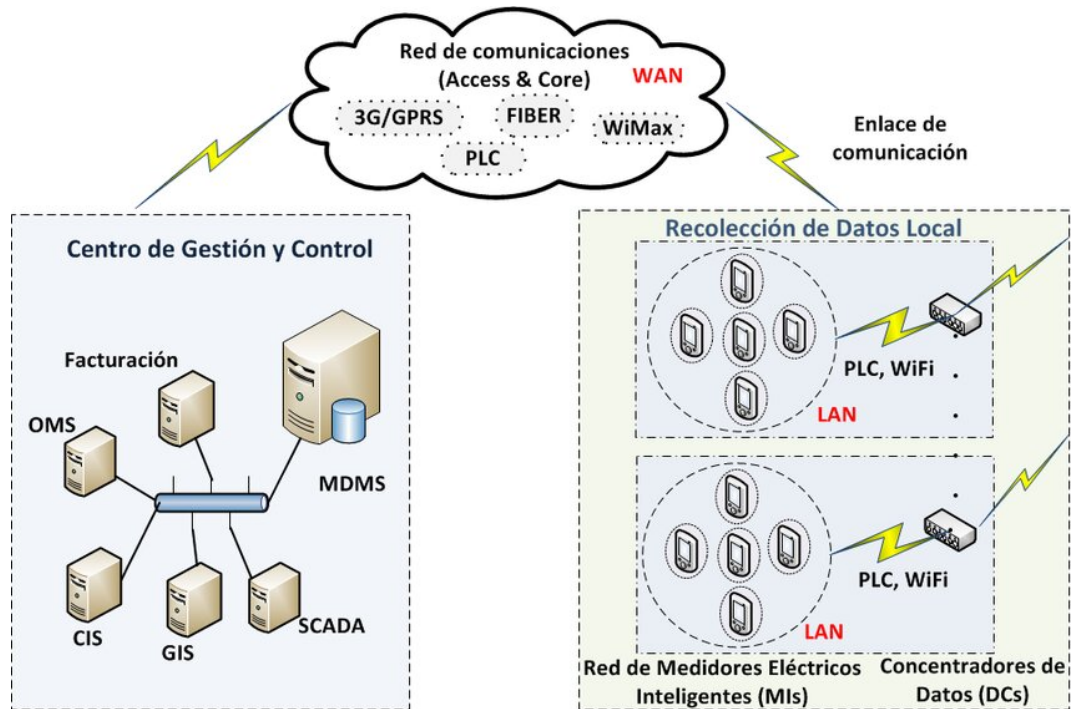 Red de comunicaciones
(Access & Core)
WAN
3G/GPRS
FIBER
WiMax
PLC
Enlace de
comunicación
Centro de Gestión y Control
Facturación
OMS
MDMS
CIS
GIS
SCADA
Recolección de Datos Local
PLC, WiFi
LAN
PLC, WiFi
LAN
Red de Medidores Eléctricos
Inteligentes (MIs)
Concentradores de
Datos (DCs)